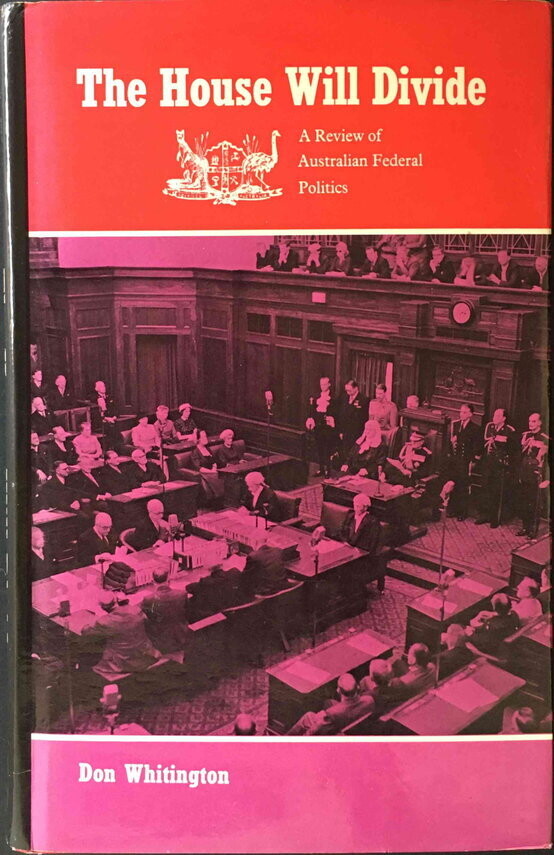 The House Will Divide
A Review of
Australian Federal
Politics
Don Whitington